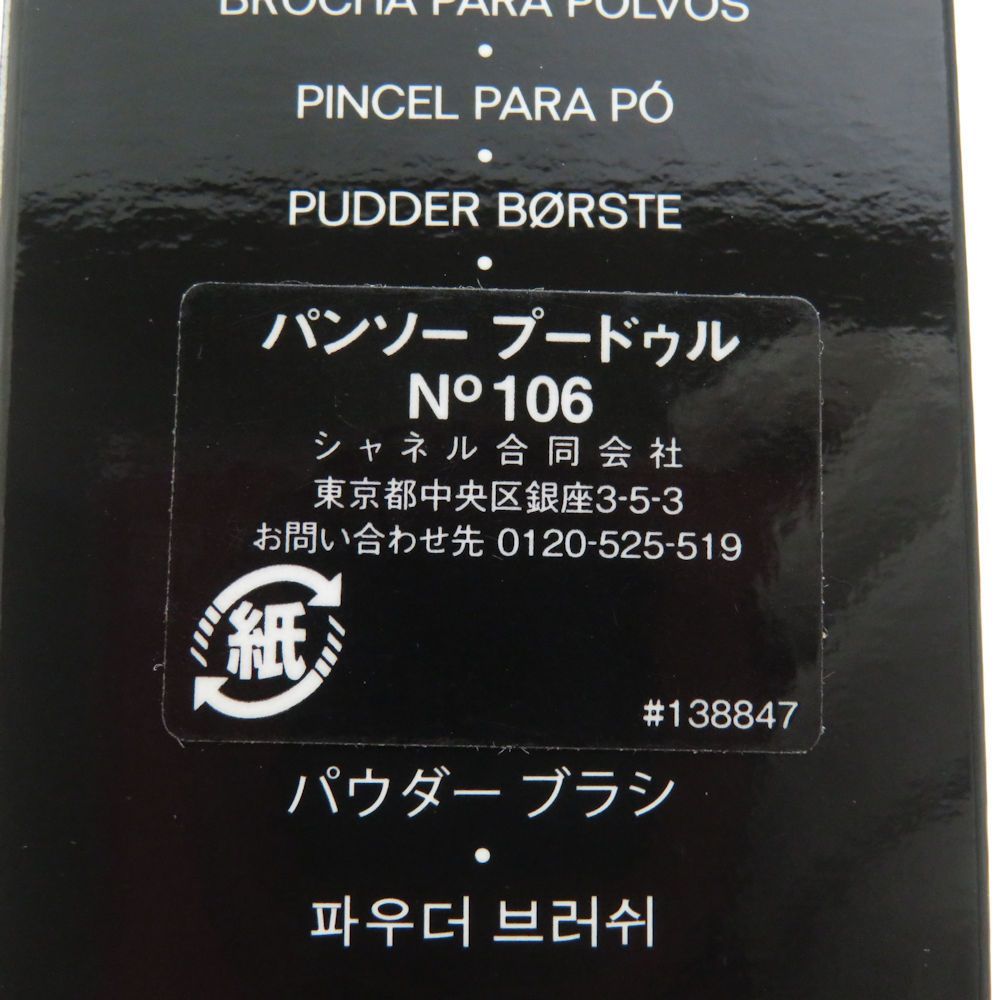 BROCHA PARA POLVOS
•
PINCEL PARA PÓ
•
PUDDER BØRSTE
•
パンソー プードゥル
Nº 106
シャネル合同会社
東京都中央区銀座3-5-3
お問い合わせ先 0120-525-519
紙
#138847
パウダー ブラシ
•
파우더 브러쉬